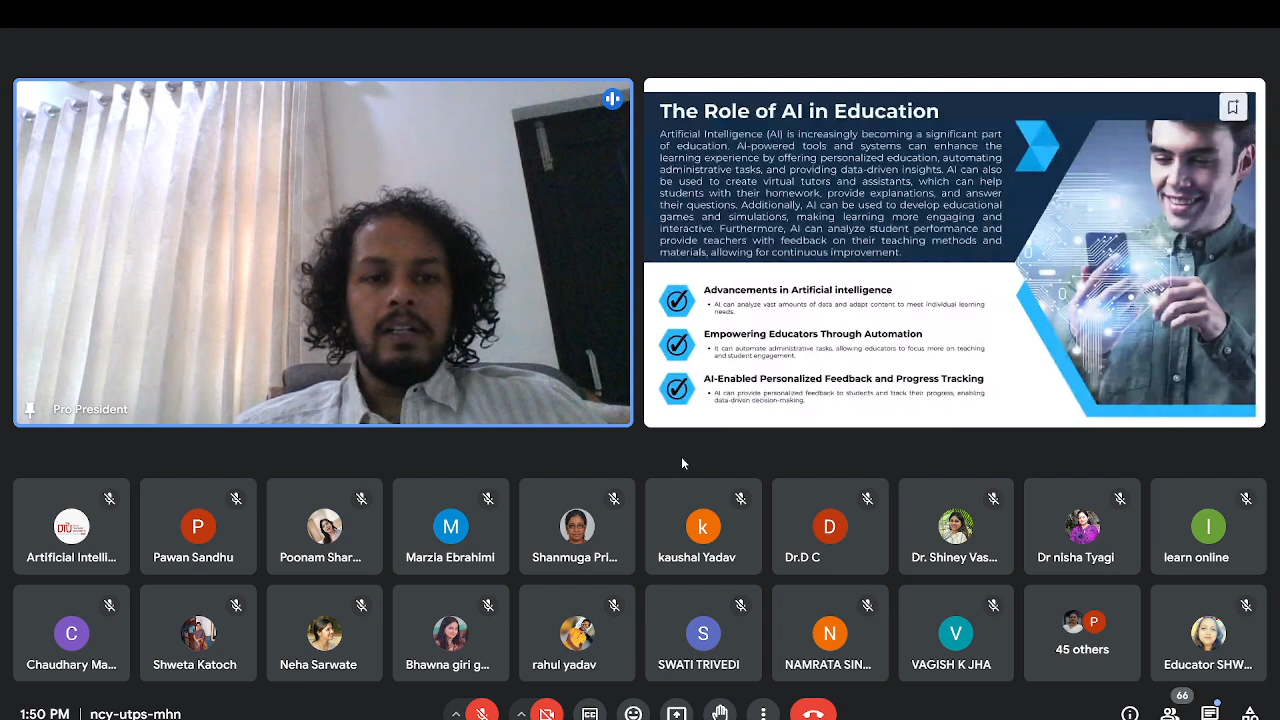 The Role of AI in Education
Artificial Intelligence (AI) is increasingly becoming a significant part
of education. AI-powered tools and systems can enhance the
learning experience by offering personalized education, automating
administrative tasks, and providing data-driven insights. AI can also
be used to create virtual tutors and assistants, which can help
students with their homework, provide explanations, and answer
their questions. Additionally, AI can be used to develop educational
games and simulations, making learning more engaging and
interactive. Furthermore, AI can analyze student performance and
provide teachers with feedback on their teaching methods and
materials, allowing for continuous improvement.
Advancements in Artificial intelligence
• AI can analyze vast amounts of data and adapt content to meet individual learning
needs.
Empowering Educators Through Automation
• It can automate administrative tasks, allowing educators to focus more on teaching
and student engagement.
AI-Enabled Personalized Feedback and Progress Tracking
• AI can provide personalized feedback to students and track their progress, enabling
data-driven decision-making.
Pro President
DTU
P
M
k
D
l
Artificial Intelli...
Pawan Sandhu
Poonam Shar...
Marzia Ebrahimi
Shanmuga Pri...
kaushal Yadav
Dr.D C
Dr. Shiney Vas...
Dr nisha Tyagi
learn online
C
S
N
V
P
Chaudhary Ma...
Shweta Katoch
Neha Sarwate
Bhawna giri g...
rahul yadav
SWATI TRIVEDI
NAMRATA SIN...
VAGISH K JHA
45 others
Educator SHW...
66
1:50 PM
ncy-utps-mhn